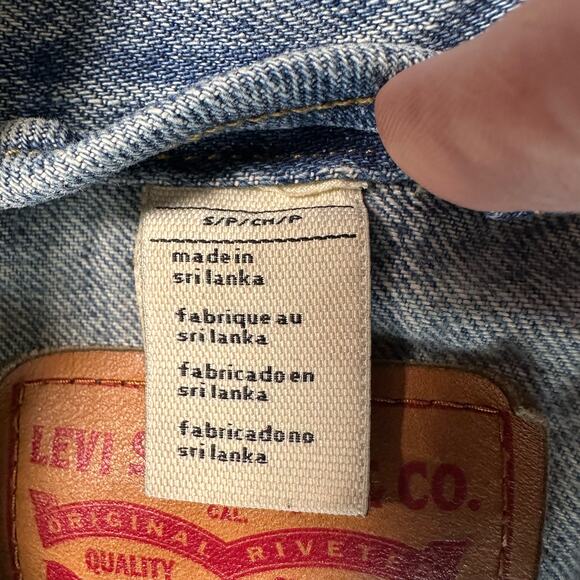 S/P/CH/P
made in
sri lanka
fabrique au
sri lanka
fabricado en
sri lanka
fabricado no
sri lanka
LEVI S
& CO.
CAL.
ORIGINAL RIVET
QUALITY